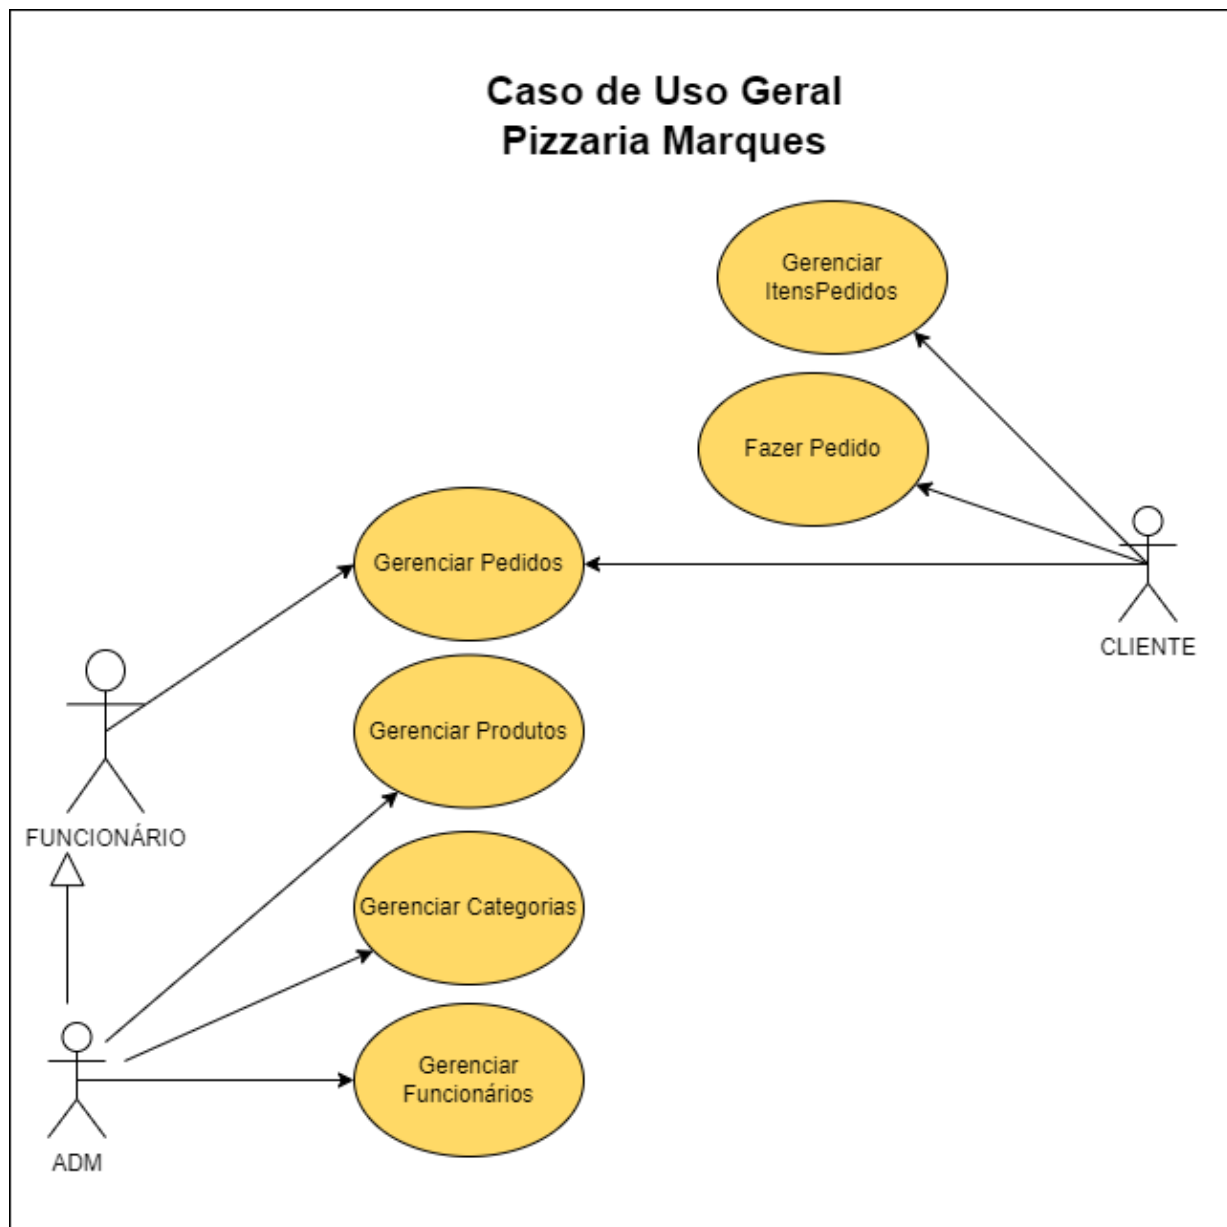 Caso de Uso Geral
Pizzaria Marques
Gerenciar
ItensPedidos
Fazer Pedido
Gerenciar Pedidos
CLIENTE
Gerenciar Produtos
FUNCIONÁRIO
Gerenciar Categorias
Gerenciar
Funcionários
ADM